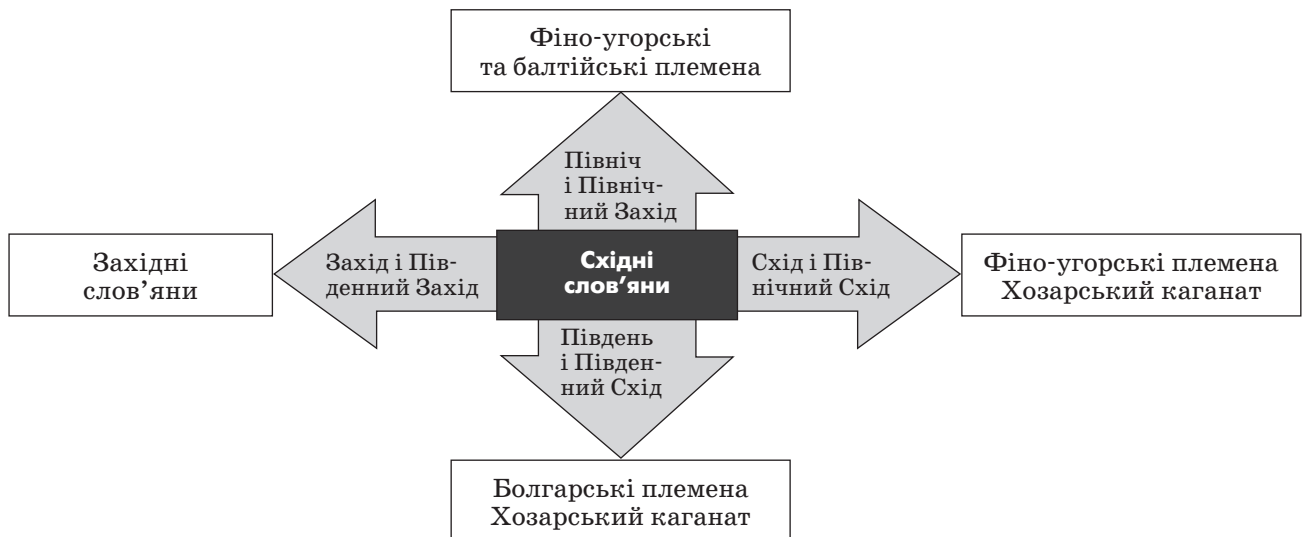 Фіно-угорські
та балтійські племена
Північ
і Північ-
ний Захід
Західні
слов’яни
Захід і Пів-
денний Захід
Східні
слов’яни
Схід і Пів-
нічний Схід
Фіно-угорські племена
Хозарський каганат
Південь
і Півден-
ний Схід
Болгарські племена
Хозарський каганат